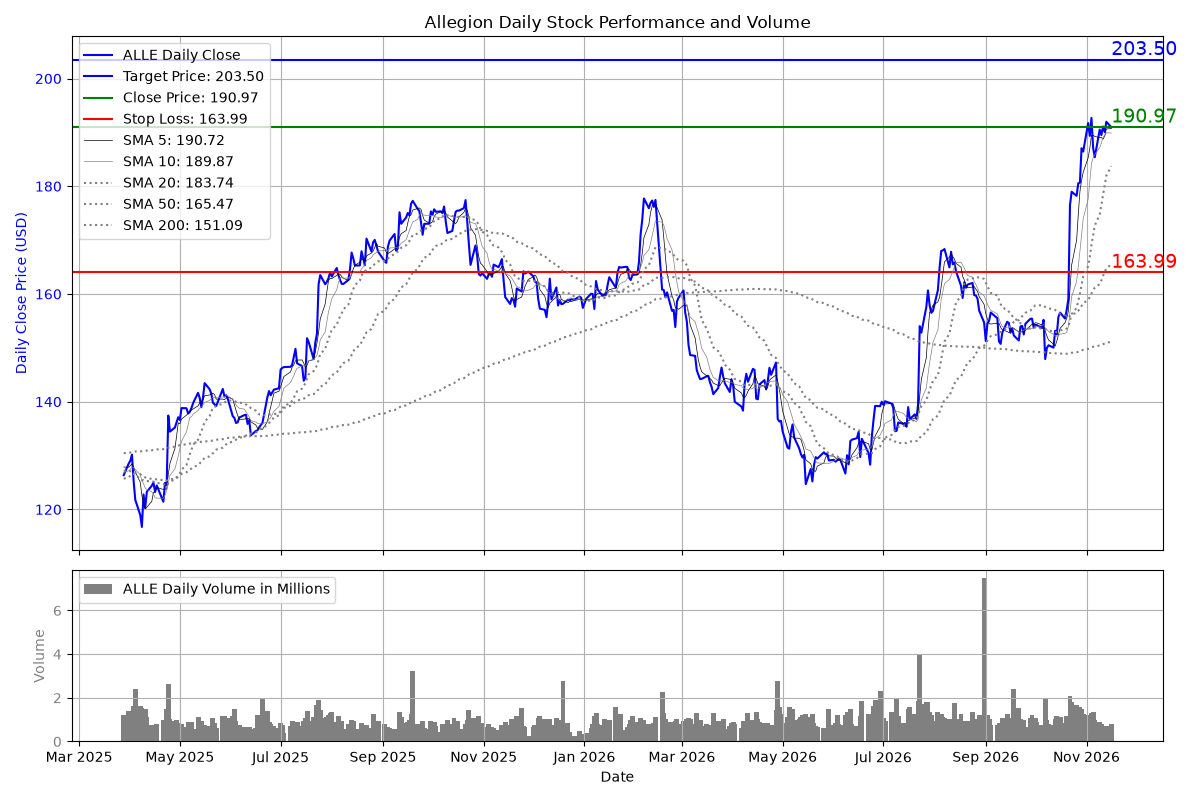 Allegion Daily Stock Performance and Volume
ALLE Daily Close
Target Price: 203.50
Close Price: 190.97
Stop Loss: 163.99
SMA 5: 190.72
SMA 10: 189.87
SMA 20: 183.74
SMA 50: 165.47
SMA 200: 151.09
203.50
190.97
163.99
200
180
160
140
120
Daily Close Price (USD)
ALLE Daily Volume in Millions
6
4
2
0
Volume
Mar 2025 May 2025 Jul 2025 Sep 2025 Nov 2025 Jan 2026 Mar 2026 May 2026 Jul 2026 Sep 2026 Nov 2026
Date